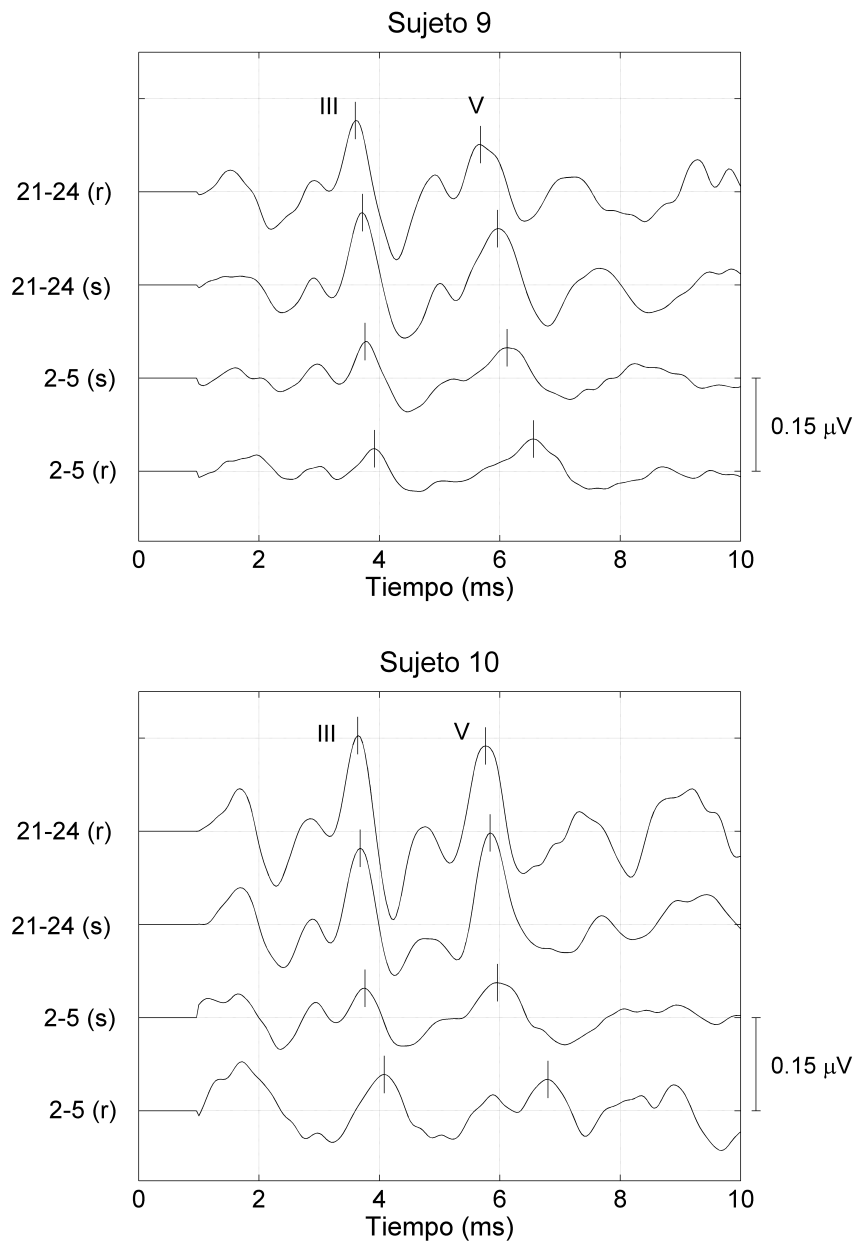 Sujeto 9
III V
21-24 (r)
21-24 (s)
2-5 (s)
0.15 μV
2-5 (r)
0 2 4 6 8 10
Tiempo (ms)
Sujeto 10
III V
21-24 (r)
21-24 (s)
2-5 (s)
0.15 μV
2-5 (r)
0 2 4 6 8 10
Tiempo (ms)